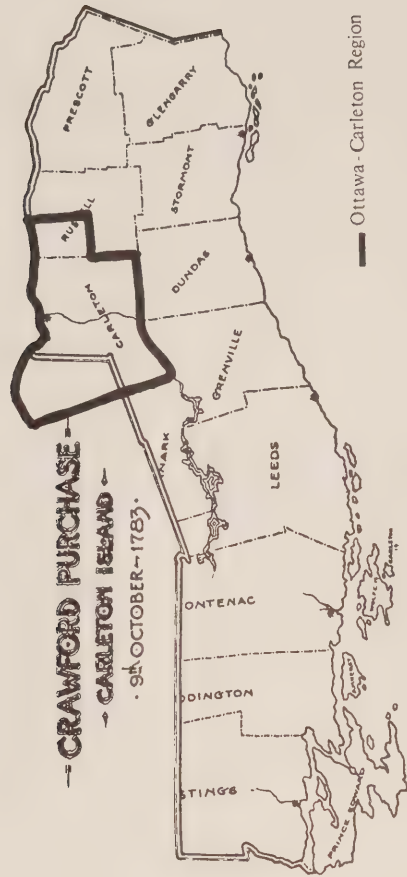 CRAWFORD PURCHASE
CARLETON ISLAND
· 9th OCTOBER – 1783 ·
PRESCOTT
GLENGARRY
RUSSELL
STORMONT
CARLETON
DUNDAS
GRENVILLE
NARK
LEEDS
ONTENAC
DDINGTON
STINGS
PRINCE EDWARD
Ottawa - Carleton Region